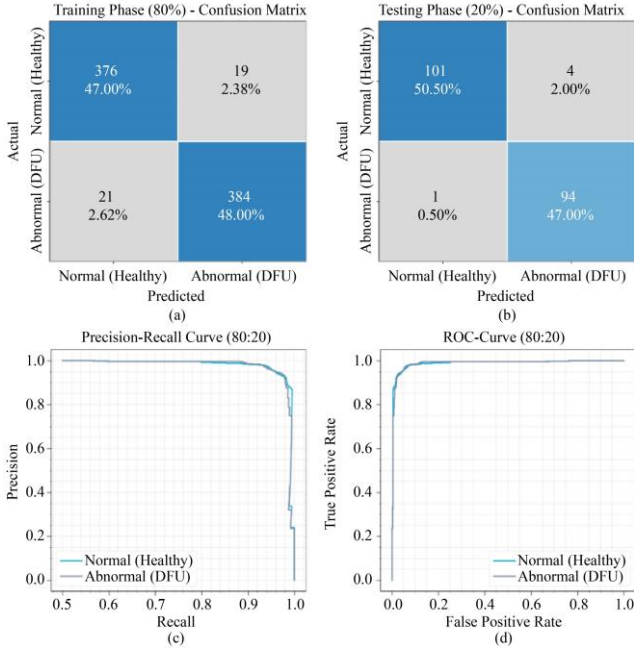 Training Phase (80%) - Confusion Matrix
Actual
Normal (Healthy)
376
47.00%
19
2.38%
Abnormal (DFU)
21
2.62%
384
48.00%
Normal (Healthy) Abnormal (DFU)
Predicted
(a)
Testing Phase (20%) - Confusion Matrix
Actual
Normal (Healthy)
101
50.50%
4
2.00%
Abnormal (DFU)
1
0.50%
94
47.00%
Normal (Healthy) Abnormal (DFU)
Predicted
(b)
Precision-Recall Curve (80:20)
Precision
1.0
0.8
0.6
0.4
0.2
0.0
Normal (Healthy)
Abnormal (DFU)
0.5 0.6 0.7 0.8 0.9 1.0
Recall
(c)
ROC-Curve (80:20)
True Positive Rate
1.0
0.8
0.6
0.4
0.2
0.0
Normal (Healthy)
Abnormal (DFU)
0.0 0.2 0.4 0.6 0.8 1.0
False Positive Rate
(d)